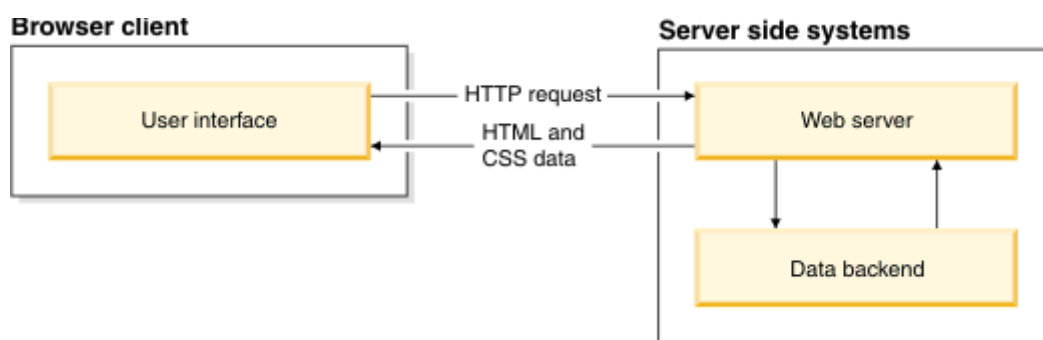 Browser client
Server side systems
User interface
HTTP request
HTML and
CSS data
Web server
Data backend